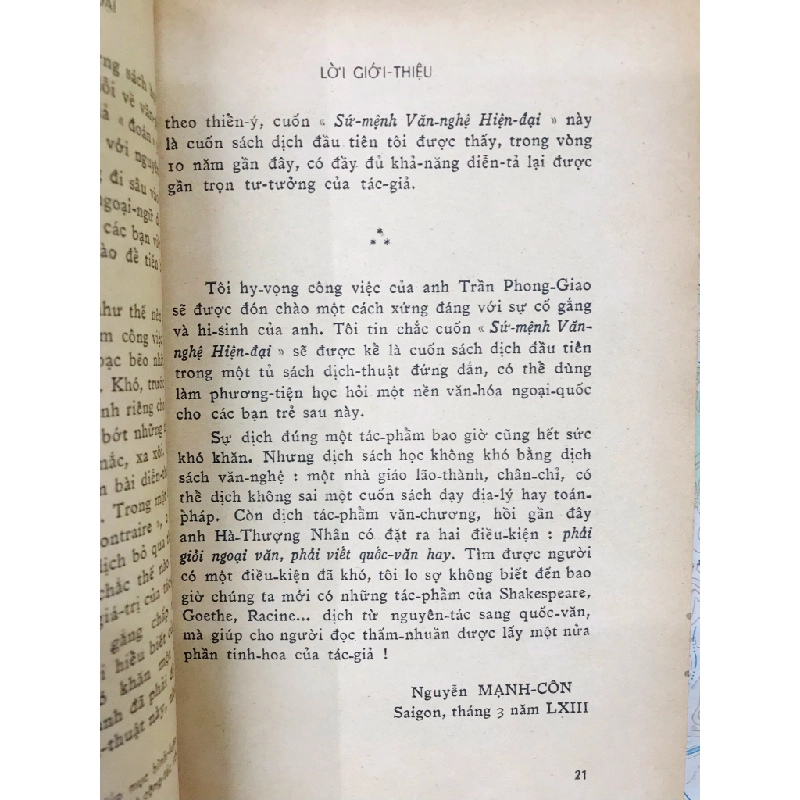 LỜI GIỚI-THIỆU
theo thiển-ý, cuốn « Sứ-mệnh Văn-nghệ Hiện-đại » này
là cuốn sách dịch đầu tiên tôi được thấy, trong vòng
10 năm gần đây, có đầy đủ khả-năng diễn-tả lại được
gần trọn tư-tưởng của tác-giả.
* * *
Tôi hy-vọng công việc của anh Trần Phong-Giao
sẽ được đón chào một cách xứng đáng với sự cố gắng
và hi-sinh của anh. Tôi tin chắc cuốn « Sứ-mệnh Văn-
nghệ Hiện-đại » sẽ được kể là cuốn sách dịch đầu tiên
trong một tủ sách dịch-thuật đứng đắn, có thể dùng
làm phương-tiện học hỏi một nền văn-hóa ngoại-quốc
cho các bạn trẻ sau này.
Sự dịch đúng một tác-phẩm bao giờ cũng hết sức
khó khăn. Nhưng dịch sách học không khó bằng dịch
sách văn-nghệ : một nhà giáo lão-thành, chân-chỉ, có
thể dịch không sai một cuốn sách dạy địa-lý hay toán-
pháp. Còn dịch tác-phẩm văn-chương, hồi gần đây
anh Hà-Thượng Nhân có đặt ra hai điều-kiện : phải
giỏi ngoại văn, phải viết quốc-văn hay. Tìm được người
có một điều-kiện đã khó, tôi lo sợ không biết đến bao
giờ chúng ta mới có những tác-phẩm của Shakespeare,
Goethe, Racine... dịch từ nguyên-tác sang quốc-văn,
mà giúp cho người đọc thấm-nhuần được lấy một nửa
phần tinh-hoa của tác-giả !
Nguyễn MẠNH-CÔN
Saigon, tháng 3 năm LXIII
21